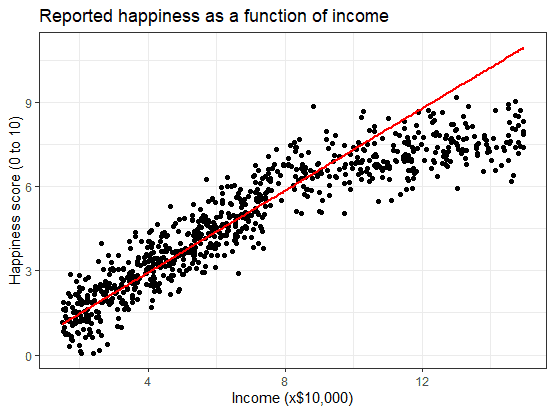 Reported happiness as a function of income
Happiness score (0 to 10)
9
6
3
0
4
8
12
Income (x$10,000)